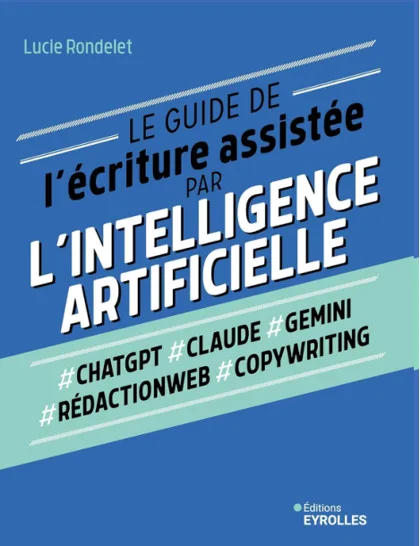 Lucie Rondelet
LE GUIDE DE
l'écriture assistée
PAR
L'INTELLIGENCE
ARTIFICIELLE
#CHATGPT #CLAUDE #GEMINI
#RÉDACTIONWEB #COPYWRITING
Éditions
EYROLLES